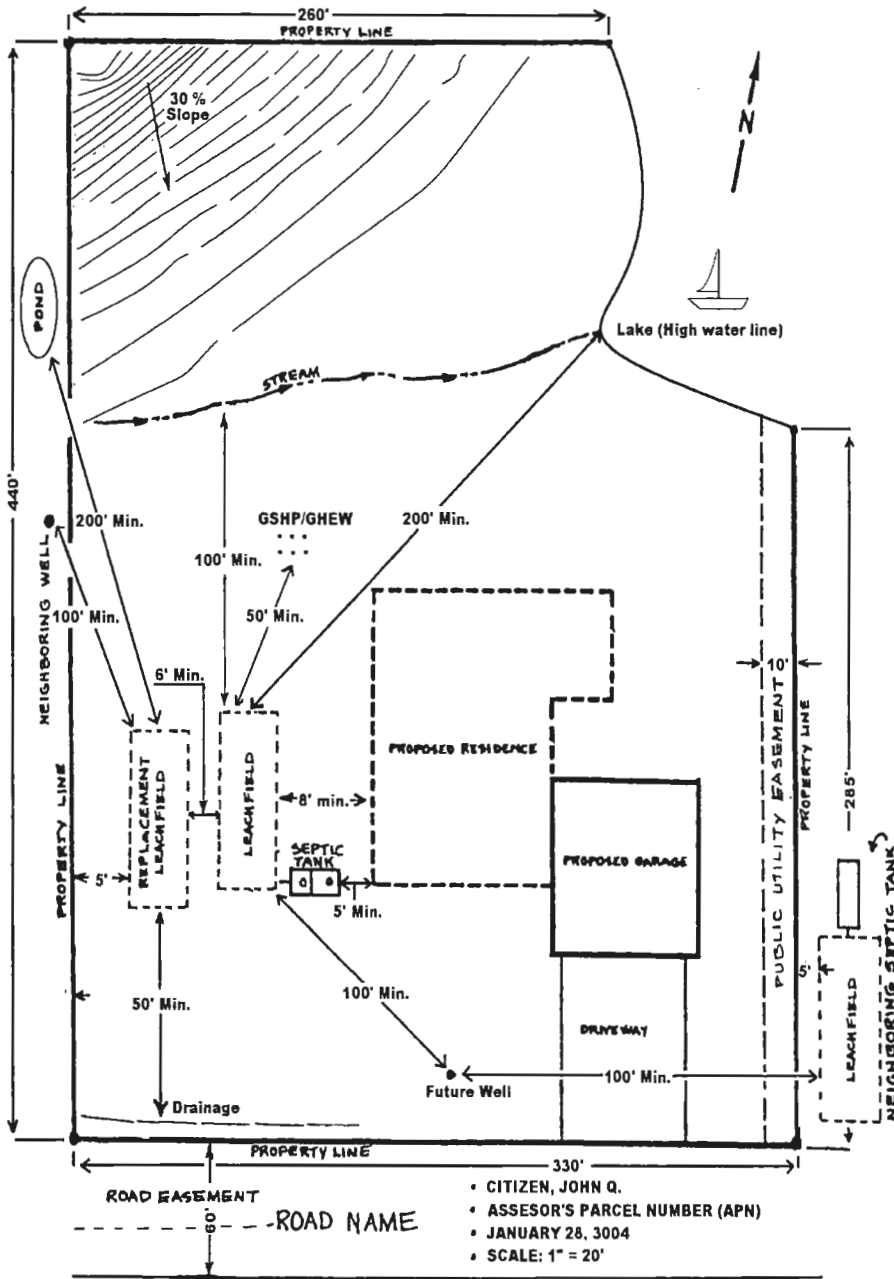 260'
PROPERTY LINE
30 %
Slope
N
POND
Lake (High water line)
STREAM
440'
200' Min.
GSHP/GHEW
200' Min.
100' Min.
NEIGHBORING WELL
100' Min.
50' Min.
6' Min.
10'
PROPOSED RESIDENCE
REPLACEMENT
LEACHFIELD
LEACHFIELD
8' min.
PUBLIC UTILITY EASEMENT
PROPERTY LINE
285'
PROPERTY LINE
5'
SEPTIC
TANK
5' Min.
PROPOSED GARAGE
NEIGHBORING SEPTIC TANK
LEACHFIELD
5'
50' Min.
100' Min.
DRIVEWAY
100' Min.
Future Well
Drainage
PROPERTY LINE
330'
ROAD EASEMENT
60'
ROAD NAME
• CITIZEN, JOHN Q.
• ASSESOR'S PARCEL NUMBER (APN)
• JANUARY 28, 3004
• SCALE: 1" = 20'